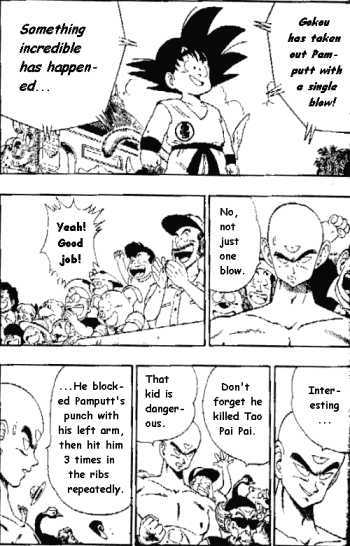 Something
incredible
has happen-
ed...
Gokou
has taken
out Pam-
putt with
a single
blow!
Yeah!
Good
job!
No,
not
just
one
blow.
...He block-
ed Pamputt's
punch with
his left arm,
then hit him
3 times in
the ribs
repeatedly.
That
kid is
danger-
ous.
Don't
forget he
killed Tao
Pai Pai.
Inter-
esting
...